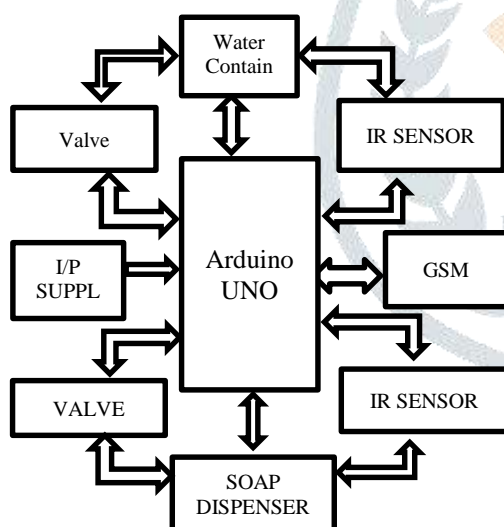 Water
Contain
Valve
IR SENSOR
I/P
SUPPL
Arduino
UNO
GSM
VALVE
IR SENSOR
SOAP
DISPENSER